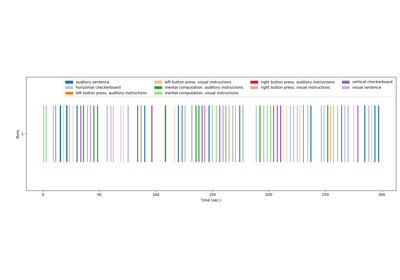 auditory sentence
horizontal checkerboard
left button press, auditory instructions
left button press, visual instructions
mental computation, auditory instructions
mental computation, visual instructions
right button press, auditory instructions
right button press, visual instructions
vertical checkerboard
visual sentence
Runs
1
0 50 100 150 200 250 300
Time (sec.)